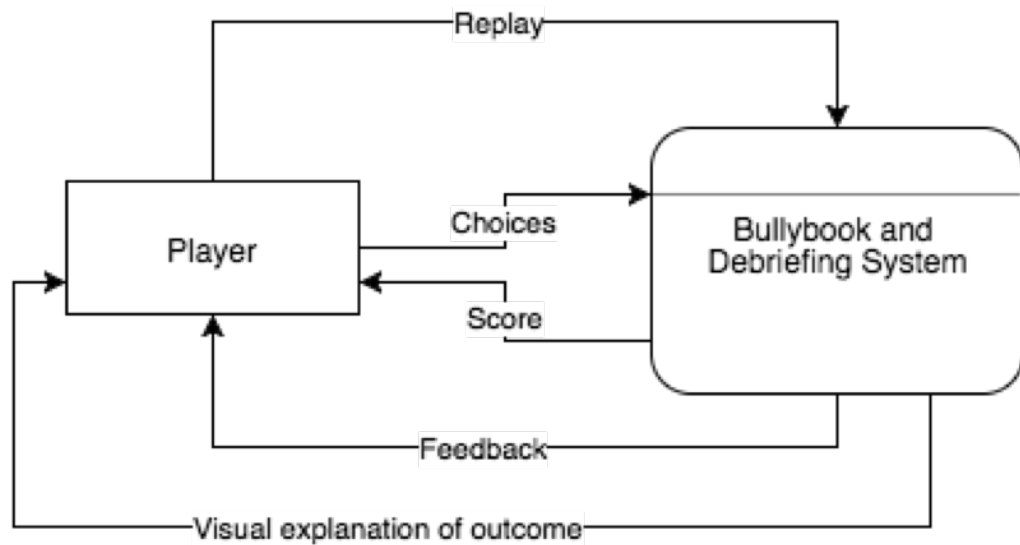 Replay
Player
Choices
Bullybook and
Debriefing System
Score
Feedback
Visual explanation of outcome